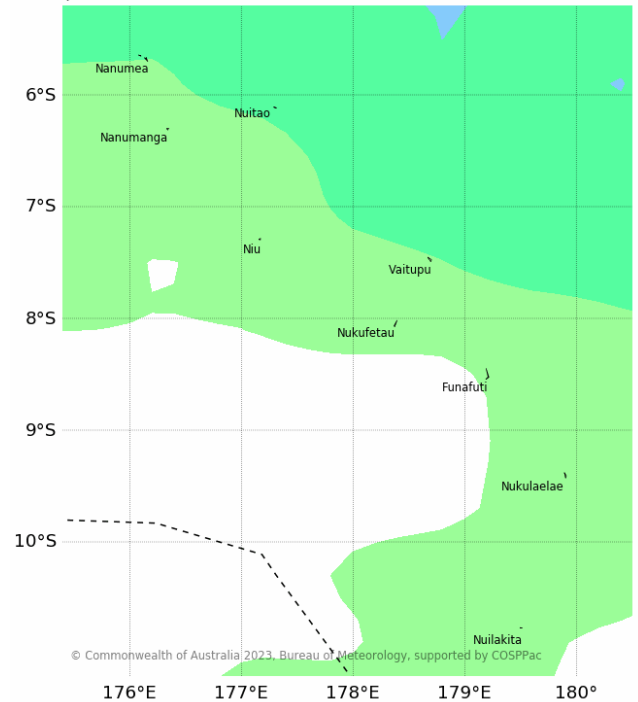 Nanumea
6°S
Nuitao
Nanumanga
7°S
Niu
Vaitupu
8°S
Nukufetau
Funafuti
9°S
Nukulaelae
10°S
Nuilakita
© Commonwealth of Australia 2023, Bureau of Meteorology, supported by COSPPac
176°E 177°E 178°E 179°E 180°